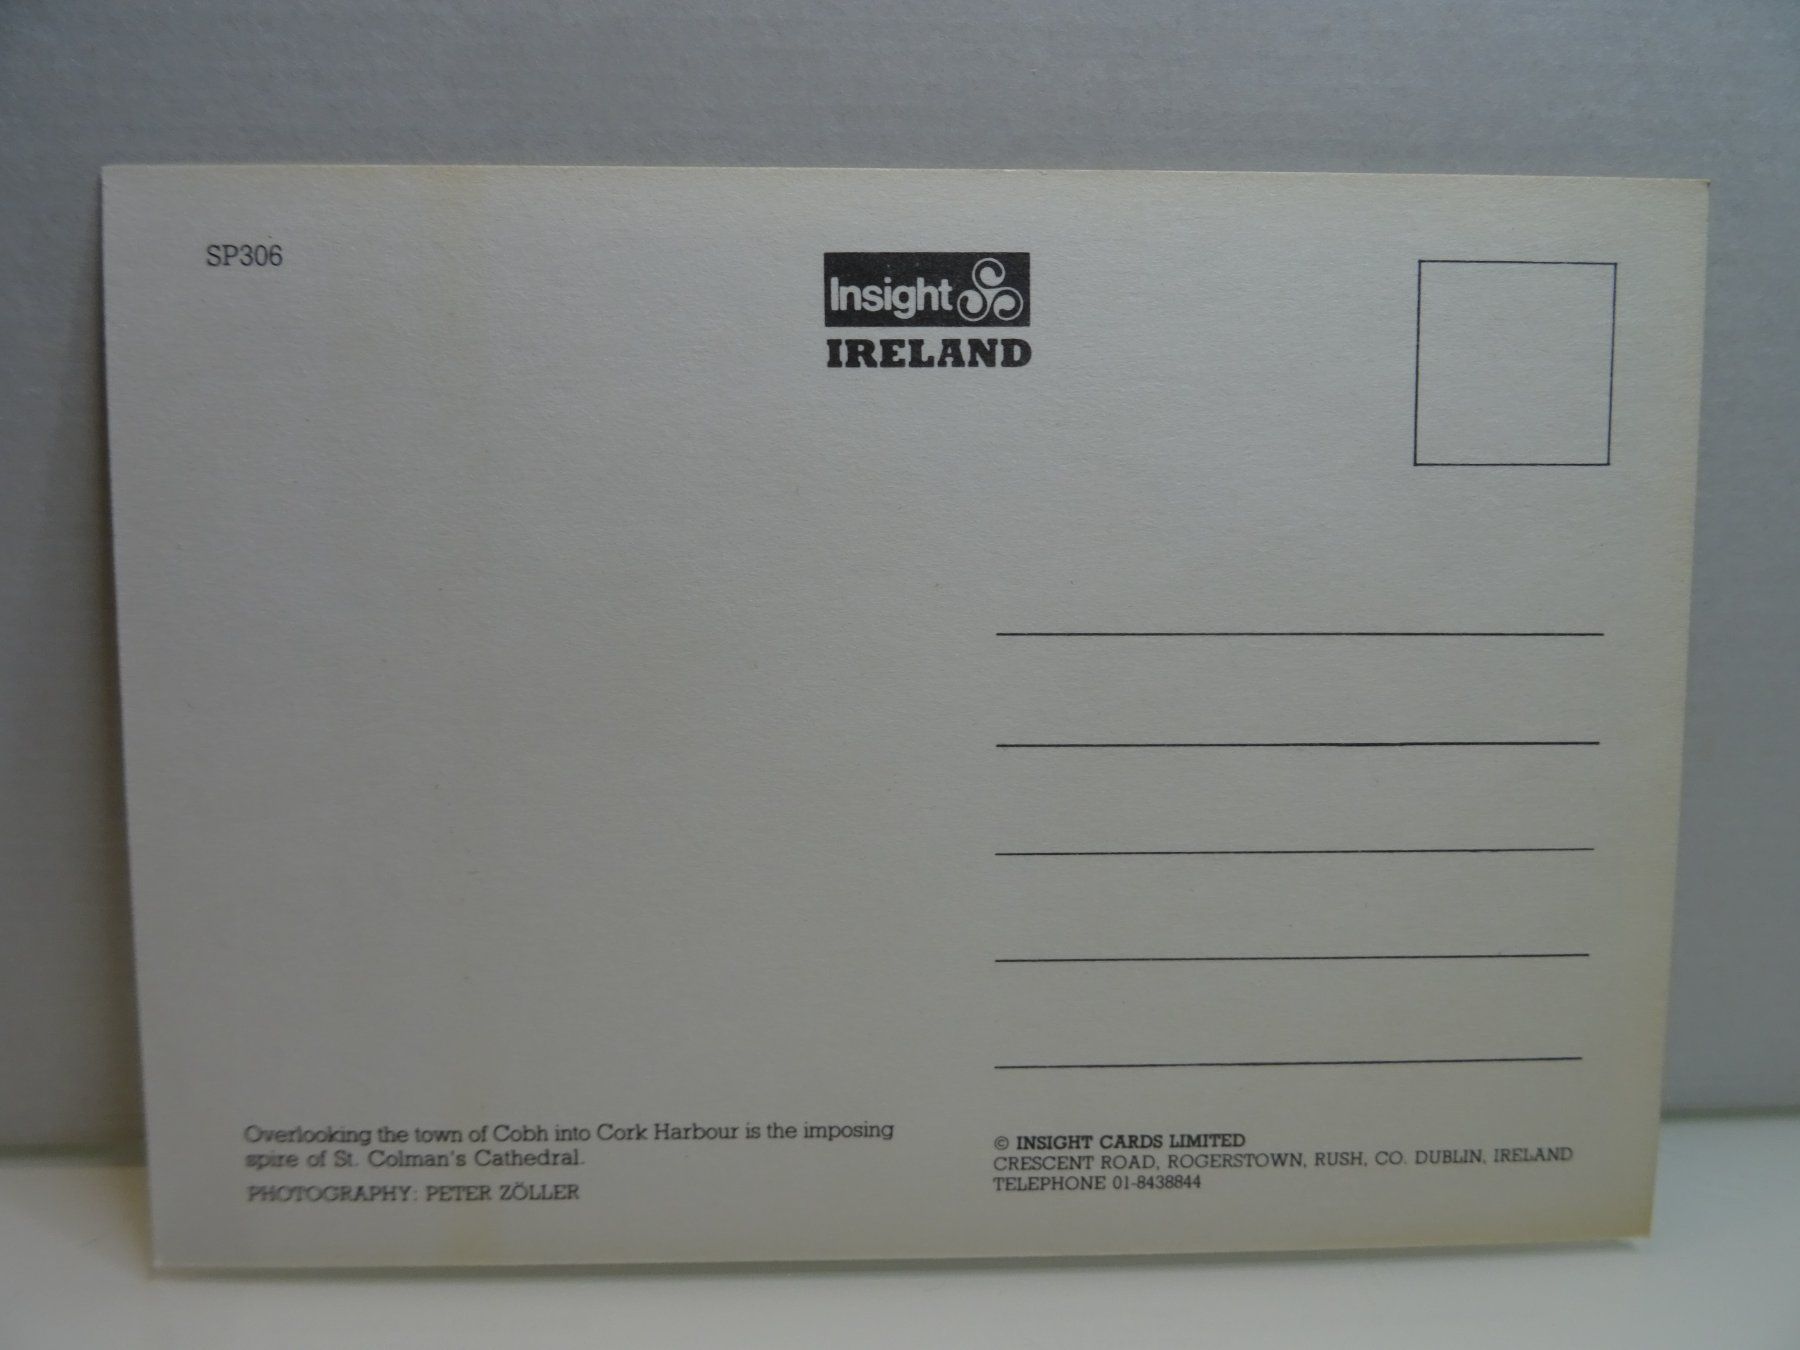 SP306
Insight
IRELAND
Overlooking the town of Cobh into Cork Harbour is the imposing
spire of St. Colman's Cathedral.
PHOTOGRAPHY: PETER ZÖLLER
© INSIGHT CARDS LIMITED
CRESCENT ROAD, ROGERSTOWN, RUSH, CO. DUBLIN, IRELAND
TELEPHONE 01-8438844